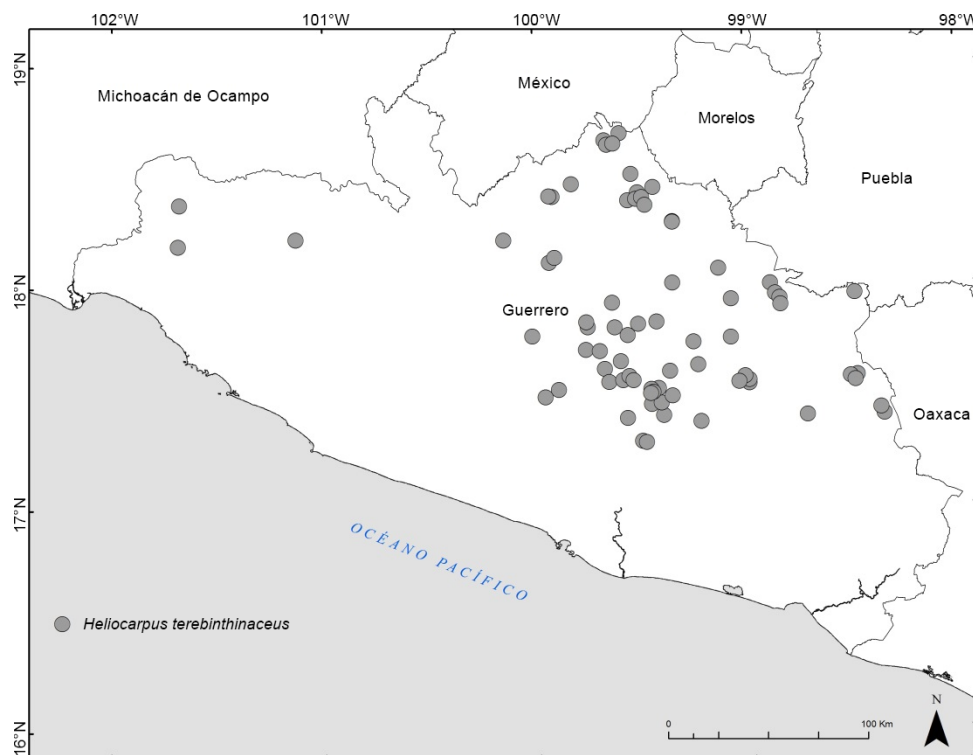 102°W 101°W 100°W 99°W 98°W
19°N
México
Michoacán de Ocampo
Morelos
Puebla
18°N
Guerrero
Oaxaca
17°N
OCÉANO PACÍFICO
Heliocarpus terebinthinaceus
N
0 100 Km
16°N